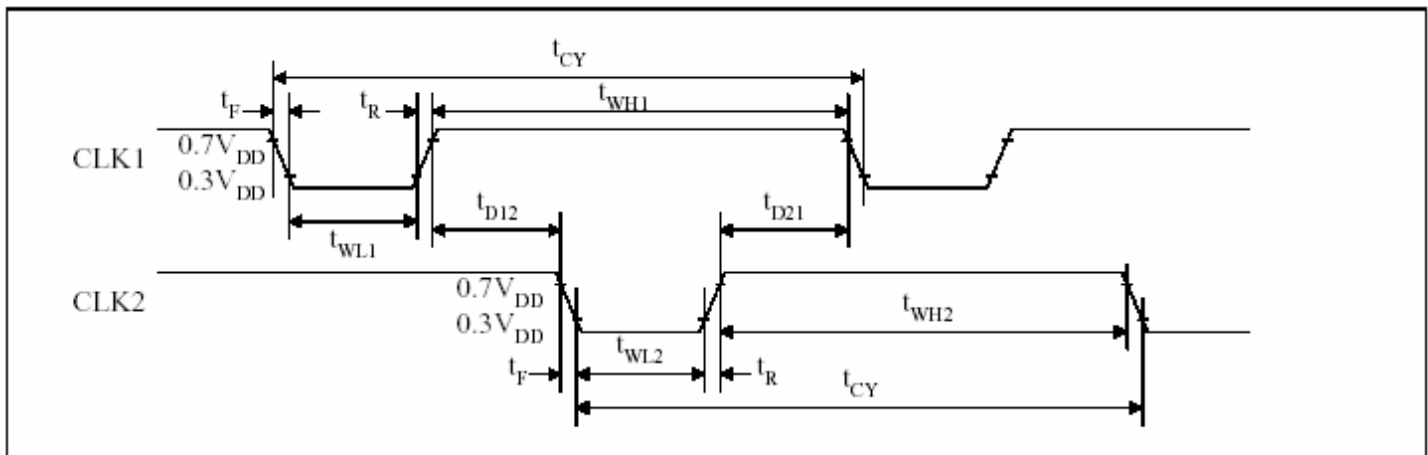 tCY
tF tR tWH1
CLK1 0.7VDD
0.3VDD
tD12 tD21
tWL1
CLK2 0.7VDD
0.3VDD
tWH2
tWL2
tF tR
tCY